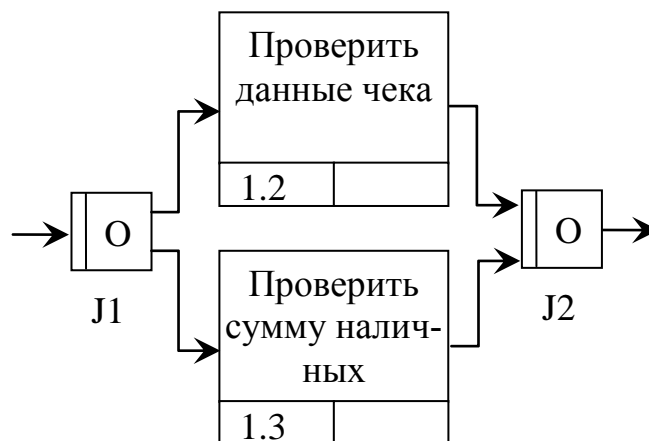 Проверить
данные чека
1.2
O
J1
O
J2
Проверить
сумму налич-
ных
1.3